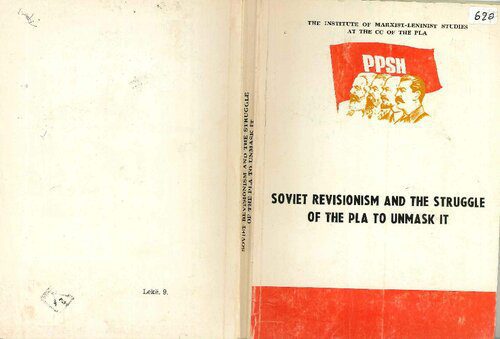 Lekë. 9.
SOVIET REVISIONISM AND THE STRUGGLE
OF THE PLA TO UNMASK IT
620
THE INSTITUTE OF MARXIST-LENINIST STUDIES
AT THE CC OF THE PLA
PPSH
SOVIET REVISIONISM AND THE STRUGGLE
OF THE PLA TO UNMASK IT